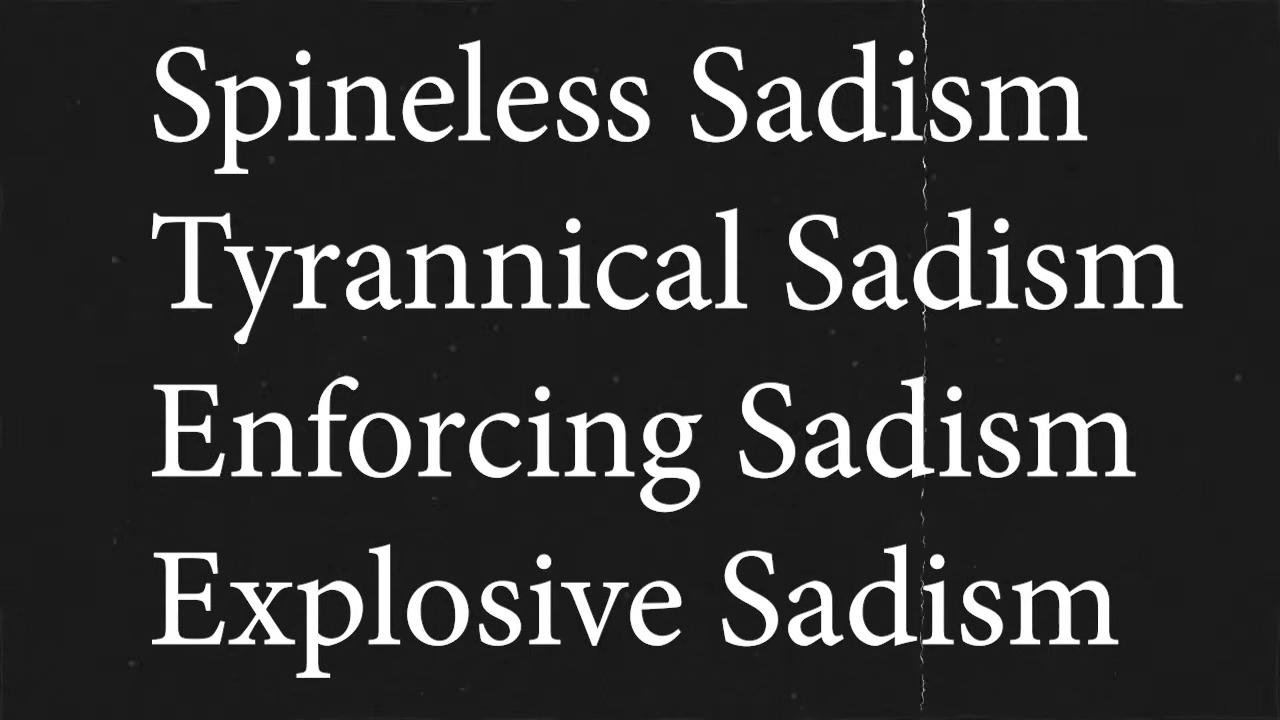 Spineless Sadism
Tyrannical Sadism
Enforcing Sadism
Explosive Sadism